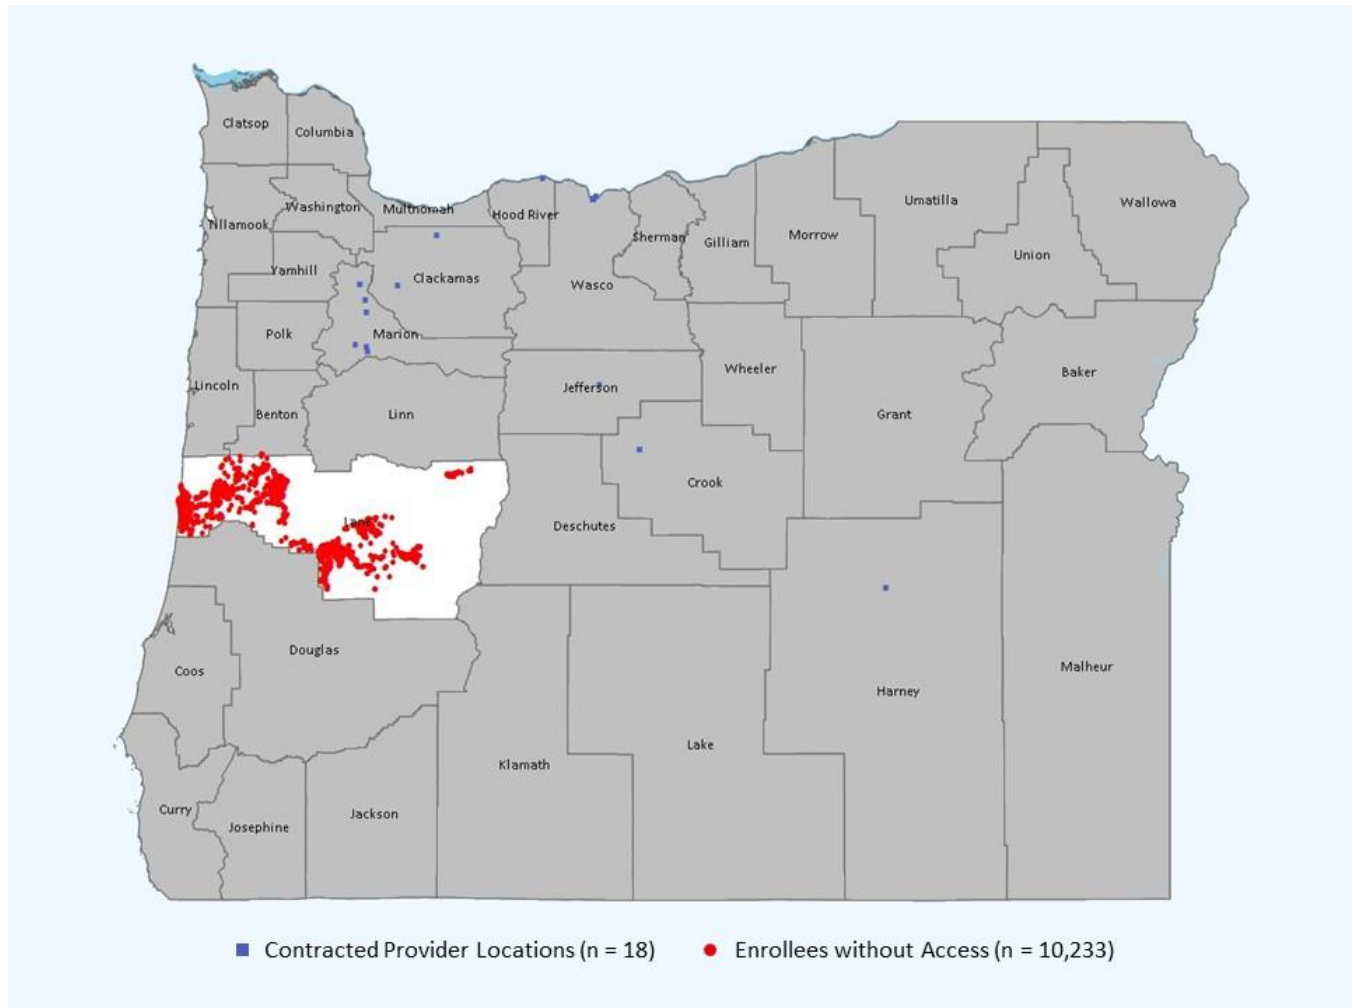 Clatsop
Columbia
Tillamook
Washington
Multnomah
Hood River
Sherman
Gilliam
Morrow
Umatilla
Union
Wallowa
Yamhill
Clackamas
Wasco
Polk
Marion
Lincoln
Benton
Linn
Jefferson
Wheeler
Grant
Baker
Lane
Deschutes
Crook
Coos
Douglas
Harney
Malheur
Curry
Josephine
Jackson
Klamath
Lake
Contracted Provider Locations (n = 18)
Enrollees without Access (n = 10,233)